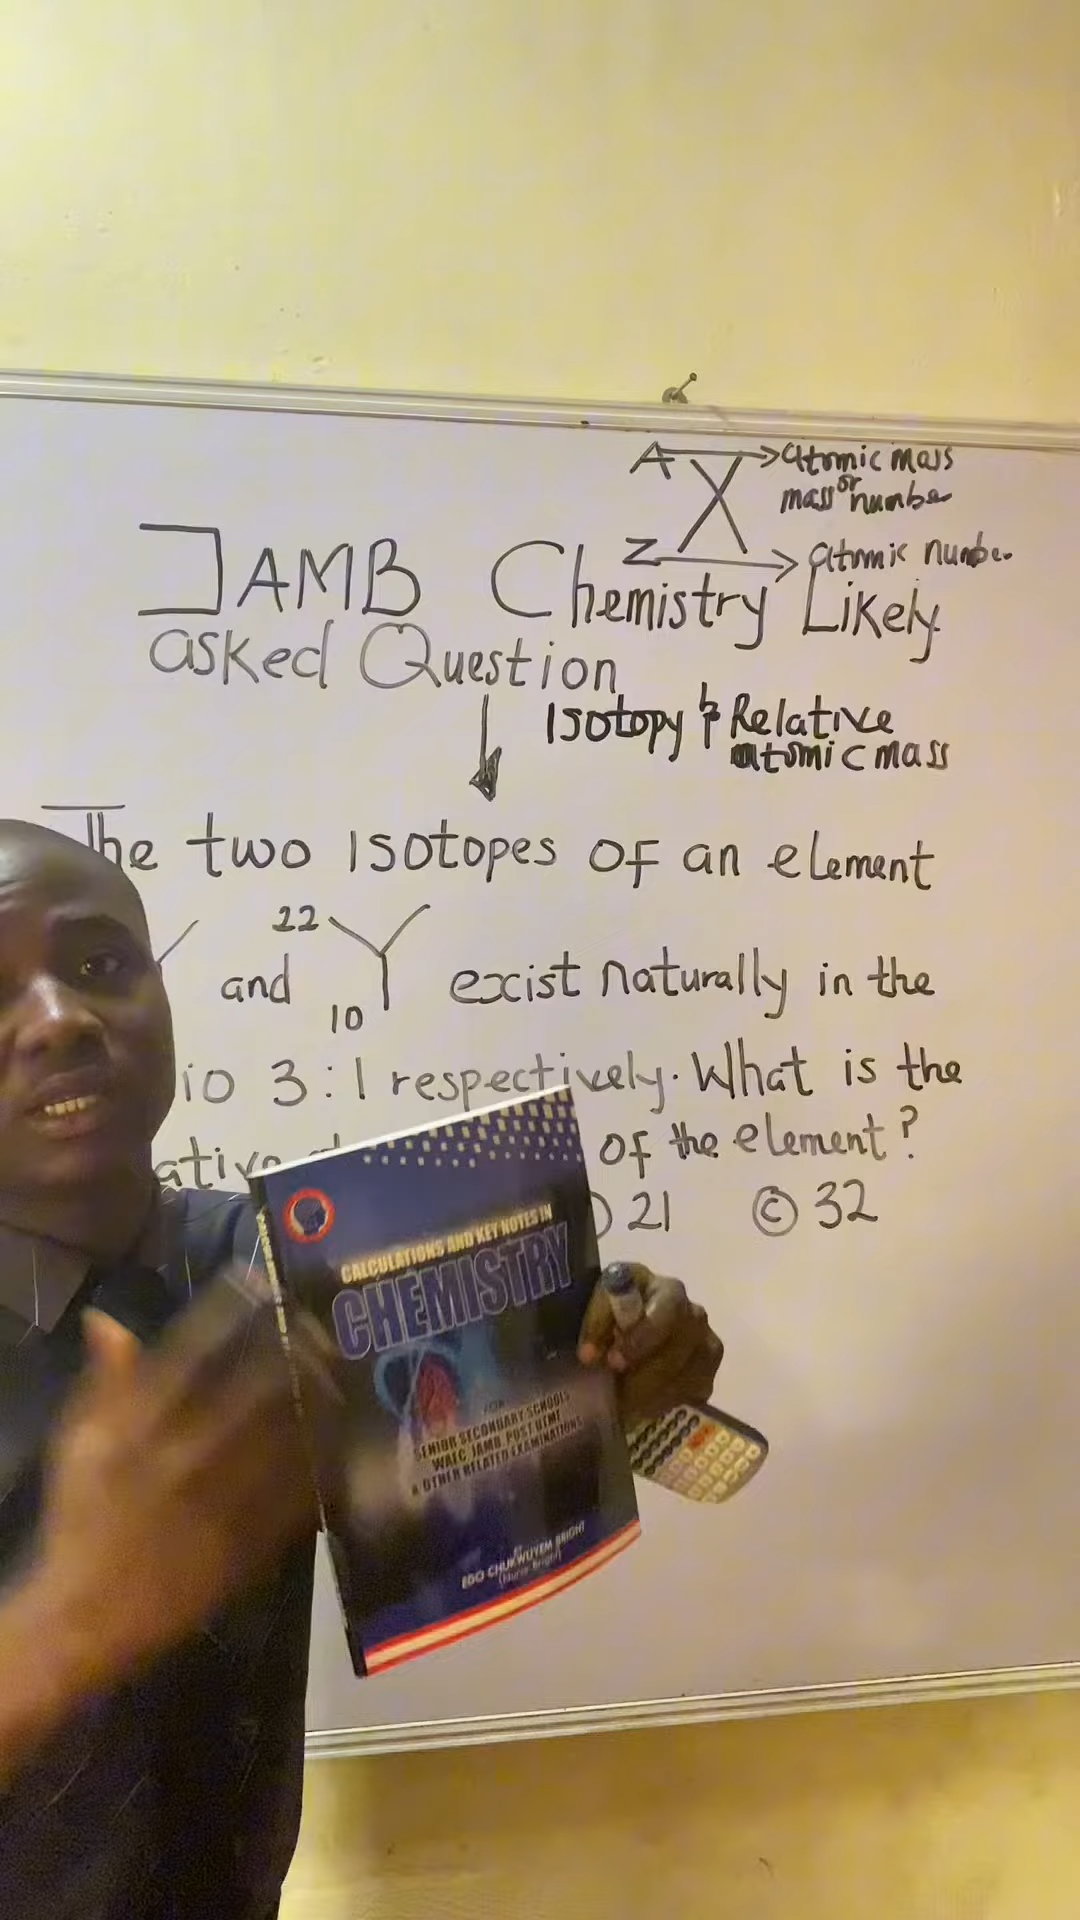 A atomic mass
or
mass number
X
Z atomic number
JAMB Chemistry Likely
asked Question
Isotopy & Relative
atomic mass
The two Isotopes of an element
and 22 10 Y excist naturally in the
io 3:1 respectively. What is the
ative of the element?
21 Ⓒ 32
CALCULATIONS AND KEY NOTES IN
CHEMISTRY
FOR
SENIOR SECONDARY SCHOOLS
WAEC, JAMB, POST UTME
& OTHER RELATED EXAMINATIONS
BY
EDO CHUKWUYEM BRIGHT